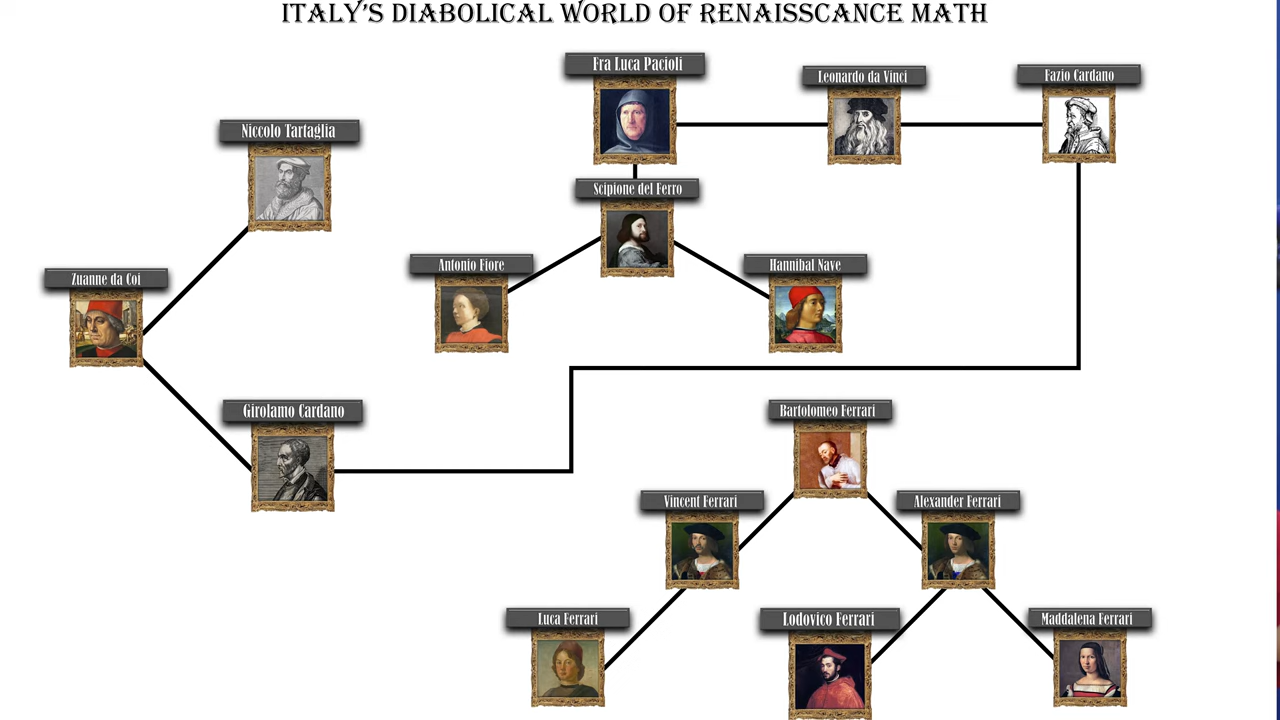 ITALY'S DIABOLICAL WORLD OF RENAISSCANCE MATH
Fra Luca Pacioli
Leonardo da Vinci
Fazio Cardano
Niccolo Tartaglia
Scipione del Ferro
Antonio Fiore
Hannibal Nave
Zuanne da Coi
Girolamo Cardano
Bartolomeo Ferrari
Vincent Ferrari
Alexander Ferrari
Luca Ferrari
Lodovico Ferrari
Maddalena Ferrari